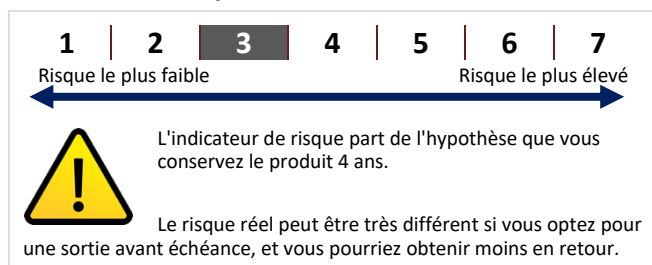 1 2 3 4 5 6 7
Risque le plus faible Risque le plus élevé
L'indicateur de risque part de l'hypothèse que vous
conservez le produit 4 ans.
Le risque réel peut être très différent si vous optez pour
une sortie avant échéance, et vous pourriez obtenir moins en retour.